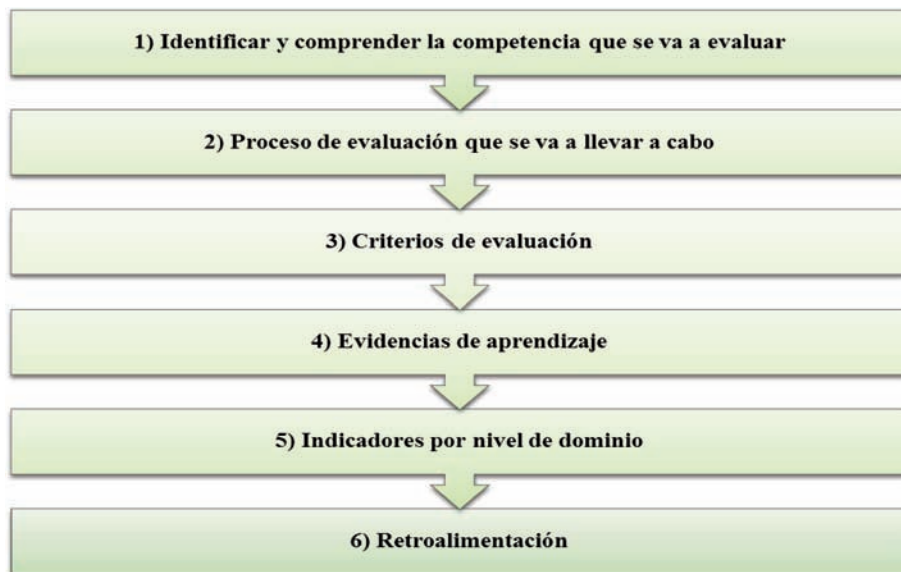 1) Identificar y comprender la competencia que se va a evaluar
2) Proceso de evaluación que se va a llevar a cabo
3) Criterios de evaluación
4) Evidencias de aprendizaje
5) Indicadores por nivel de dominio
6) Retroalimentación